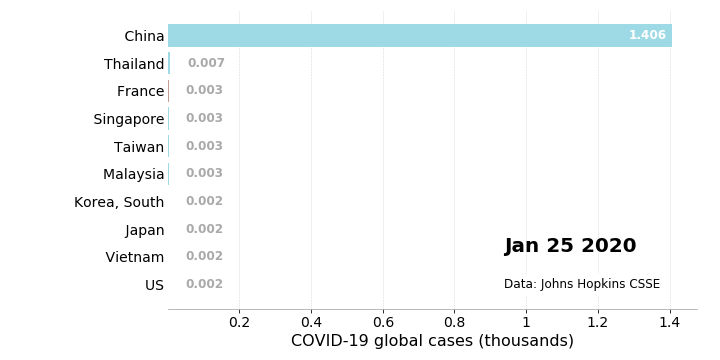 China 1.406
Thailand 0.007
France 0.003
Singapore 0.003
Taiwan 0.003
Malaysia 0.003
Korea, South 0.002
Japan 0.002
Vietnam 0.002
US 0.002
Jan 25 2020
Data: Johns Hopkins CSSE
0.2 0.4 0.6 0.8 1 1.2 1.4
COVID-19 global cases (thousands)